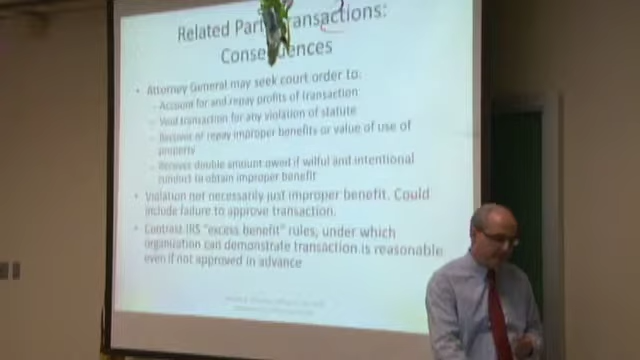 Related Party Transactions:
Consequences
• Attorney General may seek court order to:
– Account for and repay profits of transaction
– Void transaction for any violation of statute
– Recover or repay improper benefits or value of use of
property
– Recover double amount owed if wilful and intentional
conduct to obtain improper benefit
• Violation not necessarily just improper benefit. Could
include failure to approve transaction.
• Contrast IRS "excess benefit" rules, under which
organization can demonstrate transaction is reasonable
even if not approved in advance